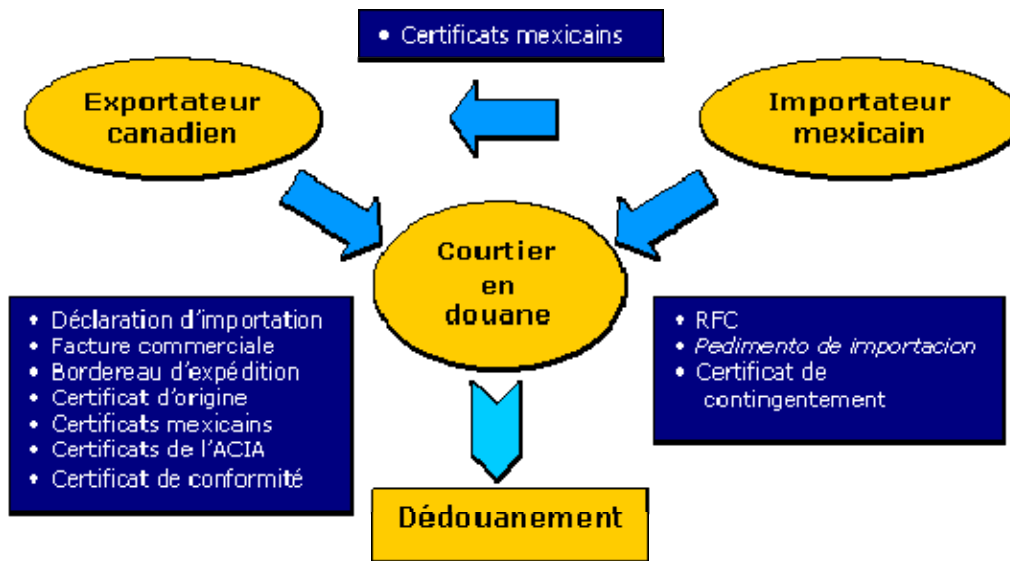 • Certificats mexicains
Exportateur
canadien
Importateur
mexicain
Courtier
en
douane
• Déclaration d'importation
• Facture commerciale
• Bordereau d'expédition
• Certificat d'origine
• Certificats mexicains
• Certificats de l'ACIA
• Certificat de conformité
• RFC
• Pedimento de importacion
• Certificat de
contingentement
Dédouanement